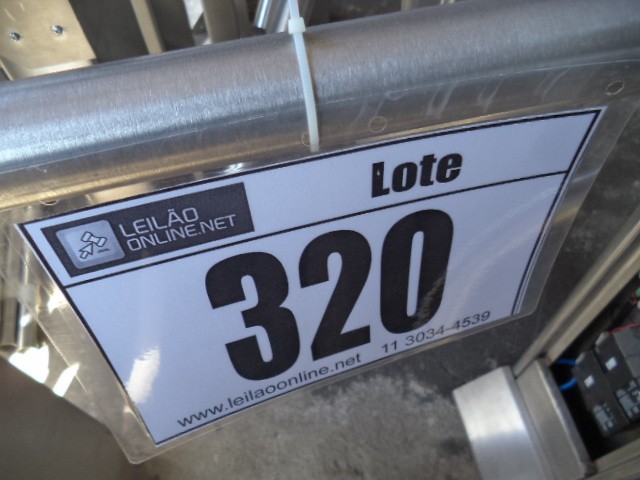 Lote
LEILÃO
ONLINE.NET
320
www.leilaoonline.net 11 3034-4539